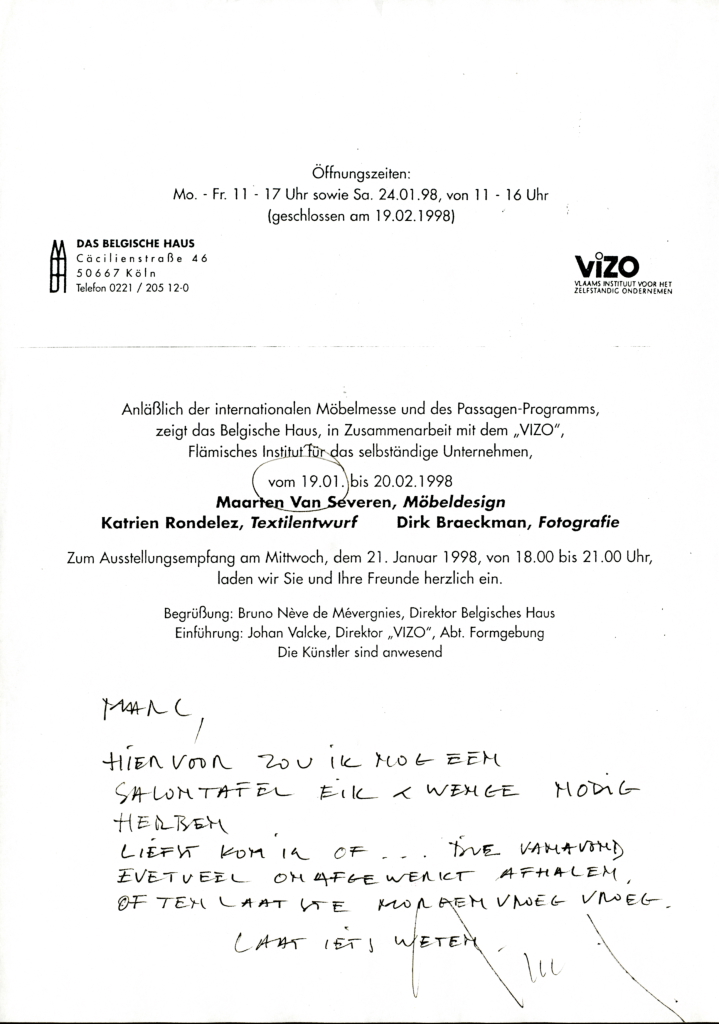 Öffnungszeiten:
Mo. - Fr. 11 - 17 Uhr sowie Sa. 24.01.98, von 11 - 16 Uhr
(geschlossen am 19.02.1998)
DAS BELGISCHE HAUS
Cäcilienstraße 46
50667 Köln
Telefon 0221 / 205 12-0
VIZO
VLAAMS INSTITUUT VOOR HET
ZELFSTANDIG ONDERNEMEN
Anläßlich der internationalen Möbelmesse und des Passagen-Programms,
zeigt das Belgische Haus, in Zusammenarbeit mit dem „VIZO",
Flämisches Institut für das selbständige Unternehmen,
vom 19.01. bis 20.02.1998
Maarten Van Severen, Möbeldesign
Katrien Rondelez, Textilentwurf Dirk Braeckman, Fotografie
Zum Ausstellungsempfang am Mittwoch, dem 21. Januar 1998, von 18.00 bis 21.00 Uhr,
laden wir Sie und Ihre Freunde herzlich ein.
Begrüßung: Bruno Nève de Mévergnies, Direktor Belgisches Haus
Einführung: Johan Valcke, Direktor „VIZO", Abt. Formgebung
Die Künstler sind anwesend
MARC,
HIERVOOR ZOU IK NOG EEN
SALONTAFEL EIK & WENGE NODIG
HEBBEN
LIEFST KOM IK OF ... VANAVOND
EVETUEEL ONAFGEWERKT AFHALEN,
OF TEN LAATSTE MORGEN VROEG VROEG.
LAAT IETS WETEN.